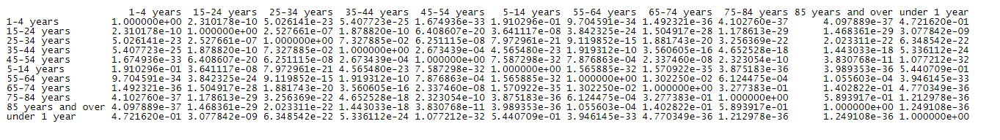 1-4 years 15-24 years 25-34 years 35-44 years 45-54 years 5-14 years 55-64 years 65-74 years 75-84 years 85 years and over under 1 year
1-4 years 1.000000e+00 2.310178e-10 5.026141e-23 5.407723e-25 1.674936e-33 1.910296e-01 9.704591e-34 1.492321e-36 4.102760e-37 4.097889e-37 4.721620e-01
15-24 years 2.310178e-10 1.000000e+00 2.527661e-07 1.878820e-10 6.408607e-20 3.641117e-08 3.842325e-24 1.504917e-28 1.178613e-29 1.468361e-29 3.077842e-09
25-34 years 5.026141e-23 2.527661e-07 1.000000e+00 7.327885e-02 6.251115e-08 7.972961e-21 9.119852e-15 1.881743e-20 3.256369e-22 2.023311e-22 6.348542e-22
35-44 years 5.407723e-25 1.878820e-10 7.327885e-02 1.000000e+00 2.673439e-04 4.565480e-23 1.919312e-10 3.560605e-16 4.652528e-18 1.443033e-18 5.336112e-24
45-54 years 1.674936e-33 6.408607e-20 6.251115e-08 2.673439e-04 1.000000e+00 7.587298e-32 7.876863e-04 2.337460e-08 2.323054e-10 3.830768e-11 1.077212e-32
5-14 years 1.910296e-01 3.641117e-08 7.972961e-21 4.565480e-23 7.587298e-32 1.000000e+00 1.565885e-32 1.570922e-35 3.875183e-36 3.989353e-36 5.440709e-01
55-64 years 9.704591e-34 3.842325e-24 9.119852e-15 1.919312e-10 7.876863e-04 1.565885e-32 1.000000e+00 1.302250e-02 6.124475e-04 1.055603e-04 3.946145e-33
65-74 years 1.492321e-36 1.504917e-28 1.881743e-20 3.560605e-16 2.337460e-08 1.570922e-35 1.302250e-02 1.000000e+00 3.277383e-01 1.402822e-01 4.770349e-36
75-84 years 4.102760e-37 1.178613e-29 3.256369e-22 4.652528e-18 2.323054e-10 3.875183e-36 6.124475e-04 3.277383e-01 1.000000e+00 5.893917e-01 1.212978e-36
85 years and over 4.097889e-37 1.468361e-29 2.023311e-22 1.443033e-18 3.830768e-11 3.989353e-36 1.055603e-04 1.402822e-01 5.893917e-01 1.000000e+00 1.249108e-36
under 1 year 4.721620e-01 3.077842e-09 6.348542e-22 5.336112e-24 1.077212e-32 5.440709e-01 3.946145e-33 4.770349e-36 1.212978e-36 1.249108e-36 1.000000e+00